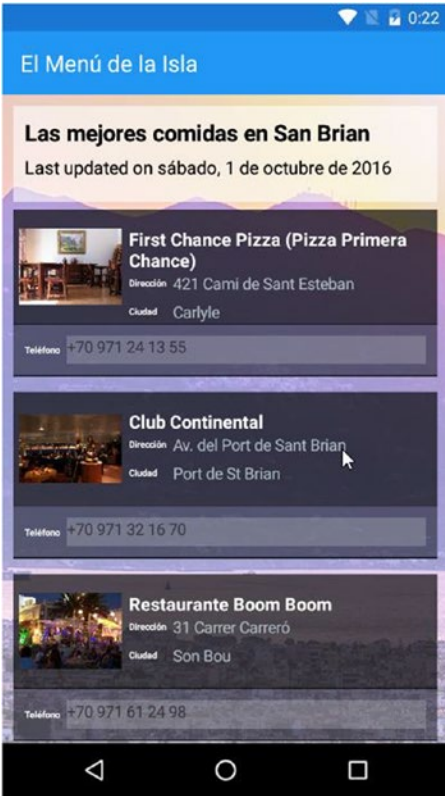 0:22
El Menú de la Isla
Las mejores comidas en San Brian
Last updated on sábado, 1 de octubre de 2016
First Chance Pizza (Pizza Primera
Chance)
Dirección 421 Cami de Sant Esteban
Ciudad Carlyle
Teléfono +70 971 24 13 55
Club Continental
Dirección Av. del Port de Sant Brian
Ciudad Port de St Brian
Teléfono +70 971 32 16 70
Restaurante Boom Boom
Dirección 31 Carrer Carreró
Ciudad Son Bou
Teléfono +70 971 61 24 98